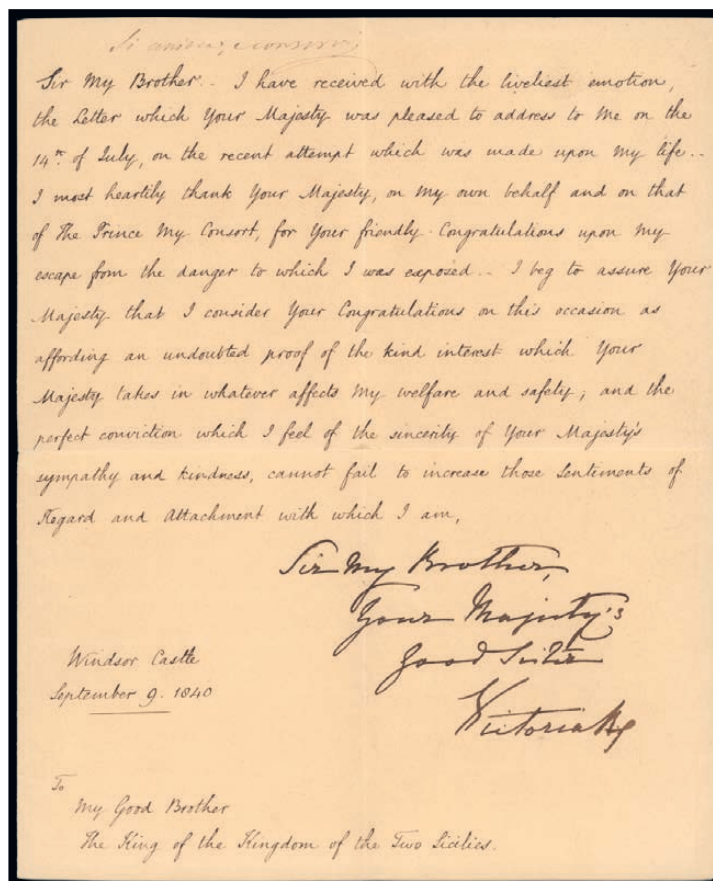 Si unisca, e conservi
Sir My Brother.. I have received with the liveliest emotion,
the Letter which Your Majesty was pleased to address to Me on the
14th. of July, on the recent attempt which was made upon My life..
I most heartily thank Your Majesty, on My own behalf and on that
of The Prince My Consort, for Your friendly Congratulations upon My
escape from the danger to which I was exposed.. I beg to assure Your
Majesty that I consider Your Congratulations on this occasion as
affording an undoubted proof of the kind interest which Your
Majesty takes in whatever affects My welfare and safety; and the
perfect conviction which I feel of the sincerity of Your Majesty's
sympathy and kindness, cannot fail to increase those Sentiments of
Regard and Attachment with which I am,
Sir My Brother,
Your Majesty's
Good Sister
Victoria R
Windsor Castle
September 9. 1840
To
My Good Brother
The King of the Kingdom of the Two Sicilies.